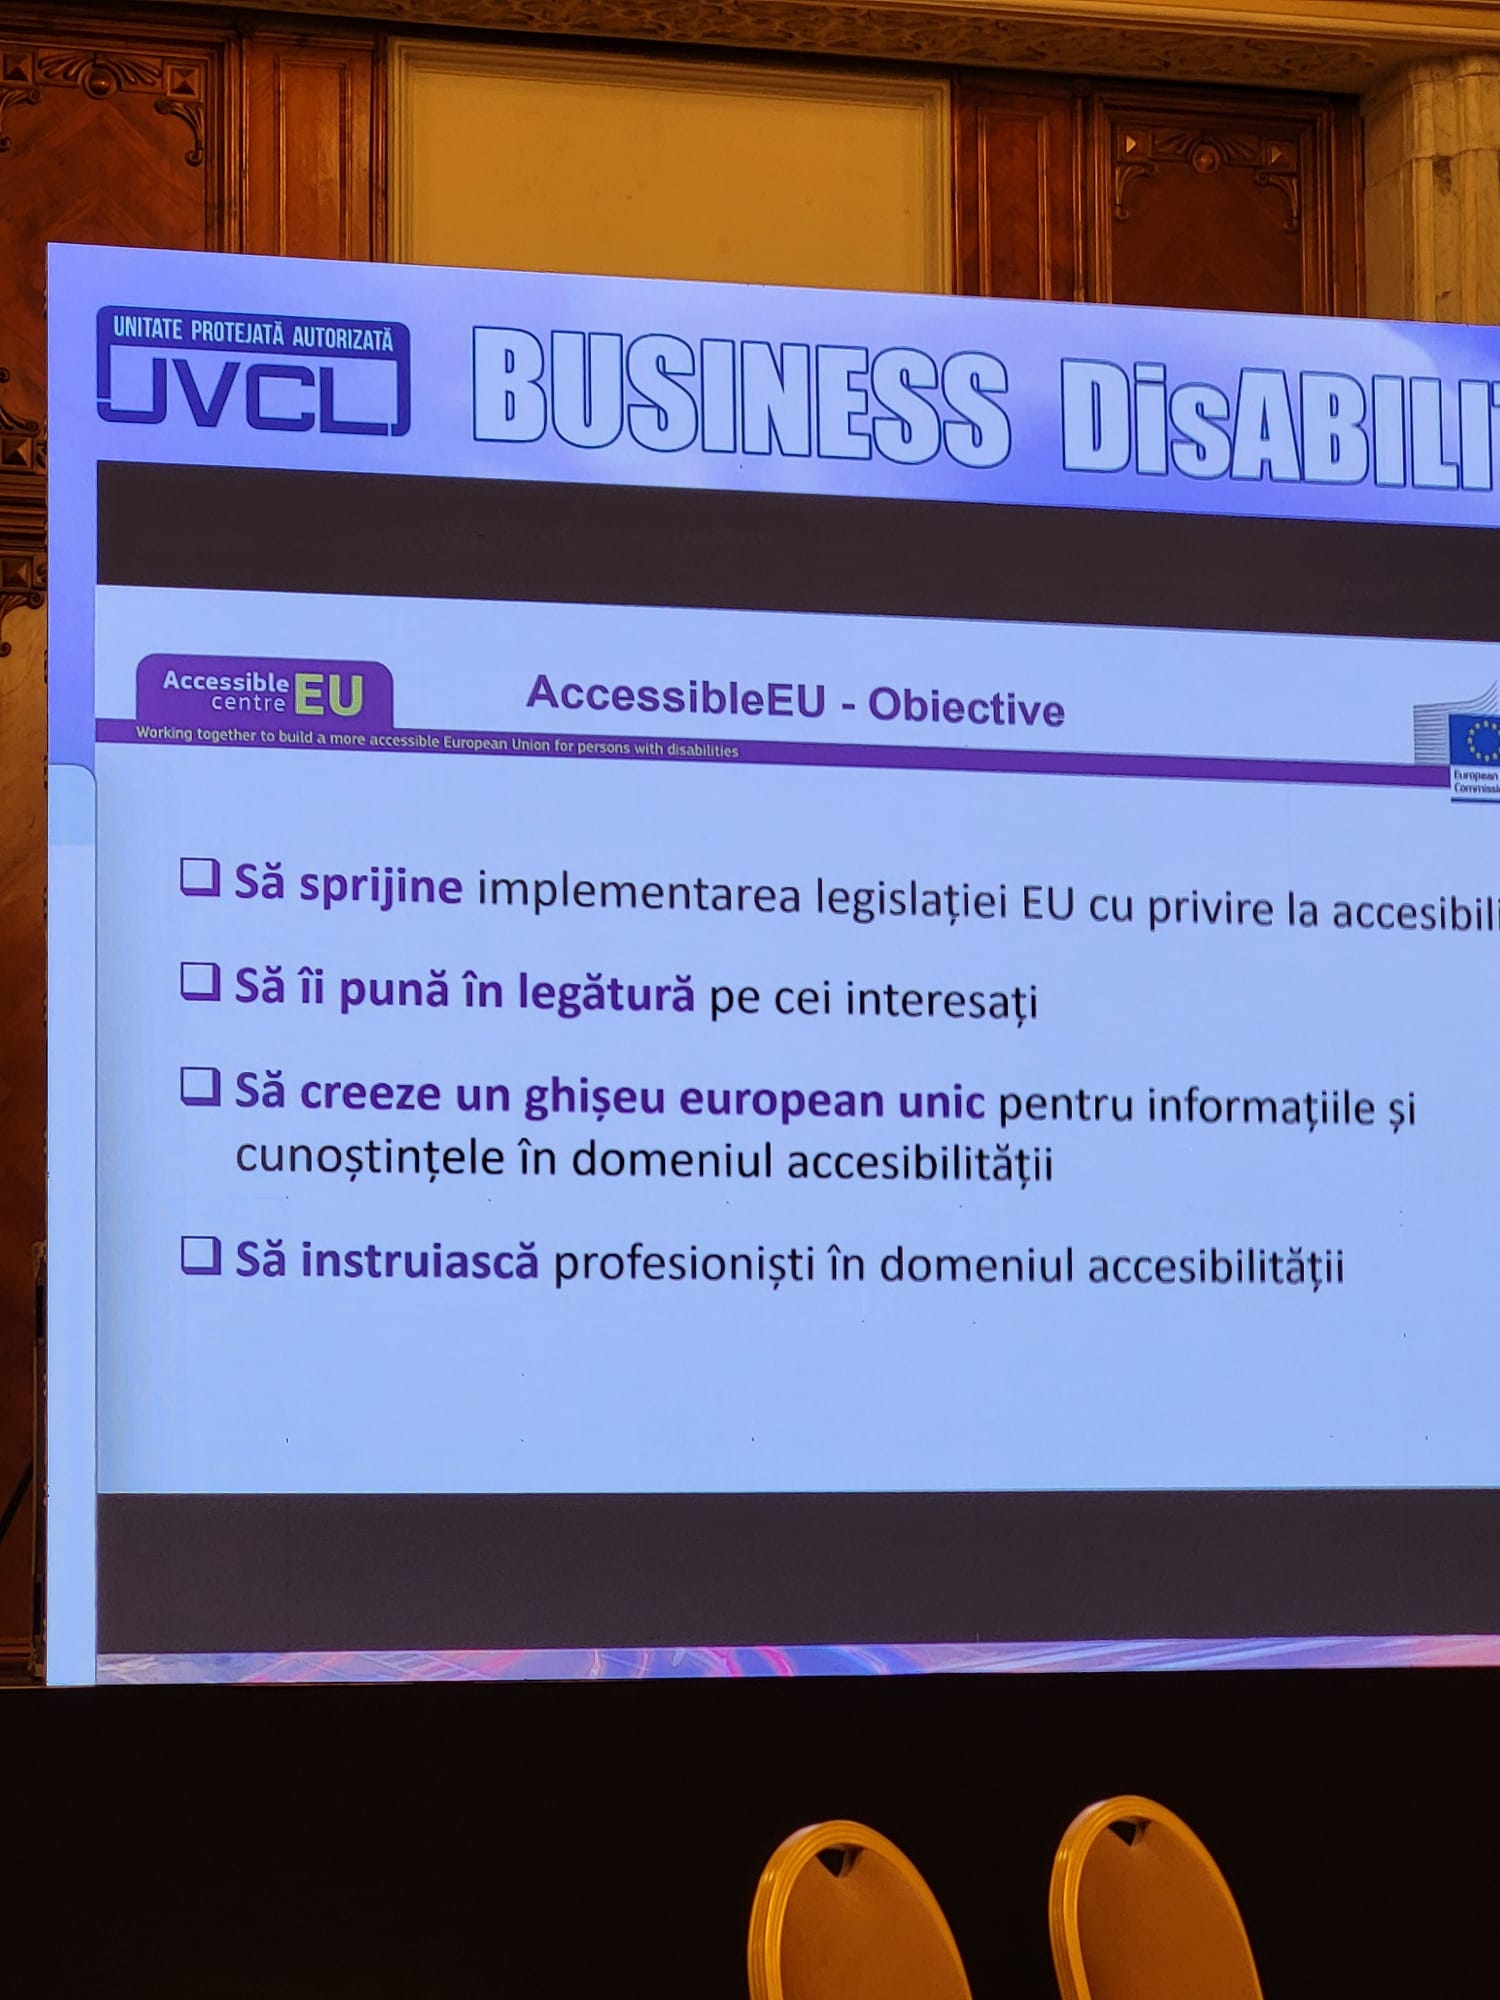 UNITATE PROTEJATĂ AUTORIZATĂ
JVCL
BUSINESS DisABILI
Accessible
centre EU
AccessibleEU - Obiective
Working together to build a more accessible European Union for persons with disabilities
European
Commissi
❑ Să sprijine implementarea legislației EU cu privire la accesibili
❑ Să îi pună în legătură pe cei interesați
❑ Să creeze un ghișeu european unic pentru informațiile și
cunoștințele în domeniul accesibilității
❑ Să instruiască profesioniști în domeniul accesibilității